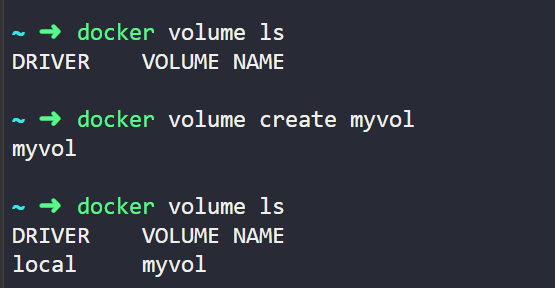 ~ ➜ docker volume ls
DRIVER    VOLUME NAME
~ ➜ docker volume create myvol
myvol
~ ➜ docker volume ls
DRIVER    VOLUME NAME
local     myvol